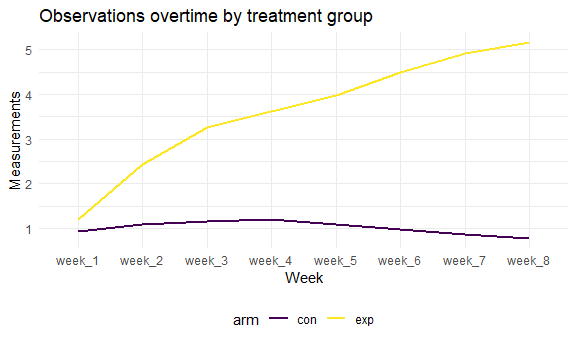 Observations overtime by treatment group
Measurements
5
4
3
2
1
week_1 week_2 week_3 week_4 week_5 week_6 week_7 week_8
Week
arm con exp